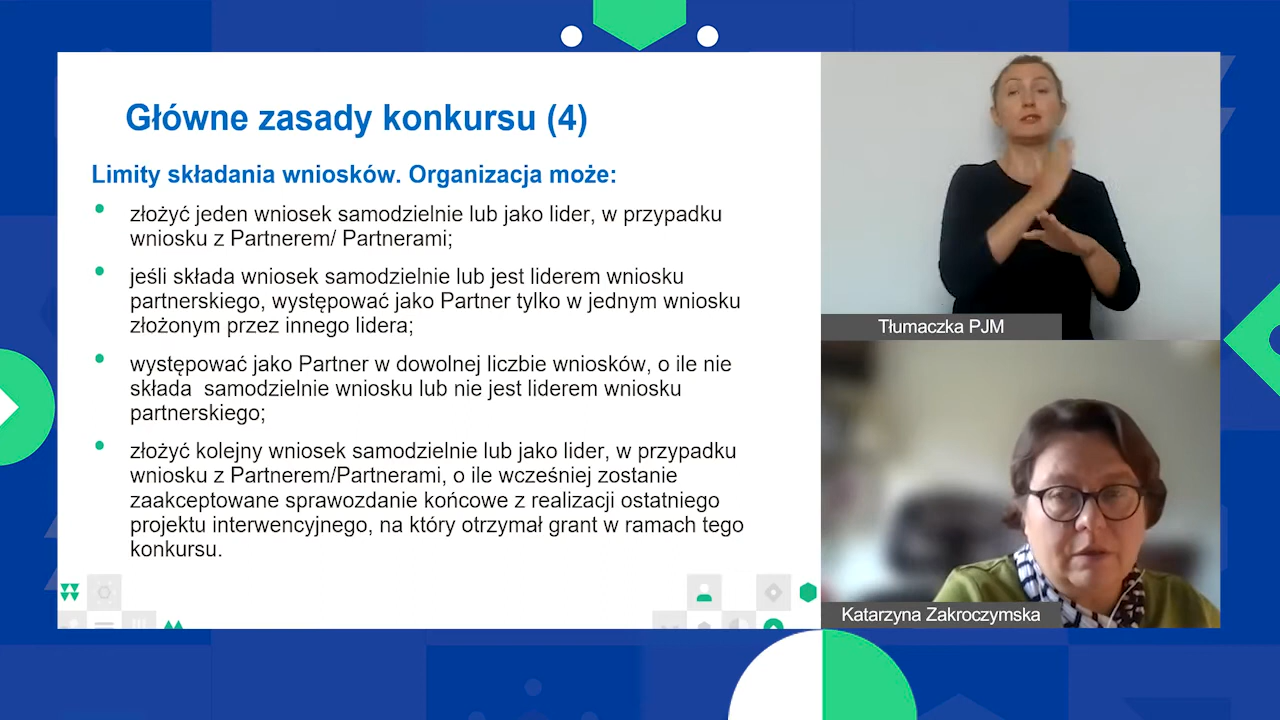 Główne zasady konkursu (4)
Limity składania wniosków. Organizacja może:
złożyć jeden wniosek samodzielnie lub jako lider, w przypadku
wniosku z Partnerem/ Partnerami;
jeśli składa wniosek samodzielnie lub jest liderem wniosku
partnerskiego, występować jako Partner tylko w jednym wniosku
złożonym przez innego lidera;
występować jako Partner w dowolnej liczbie wniosków, o ile nie
składa samodzielnie wniosku lub nie jest liderem wniosku
partnerskiego;
złożyć kolejny wniosek samodzielnie lub jako lider, w przypadku
wniosku z Partnerem/Partnerami, o ile wcześniej zostanie
zaakceptowane sprawozdanie końcowe z realizacji ostatniego
projektu interwencyjnego, na który otrzymał grant w ramach tego
konkursu.
Tłumaczka PJM
Katarzyna Zakroczymska